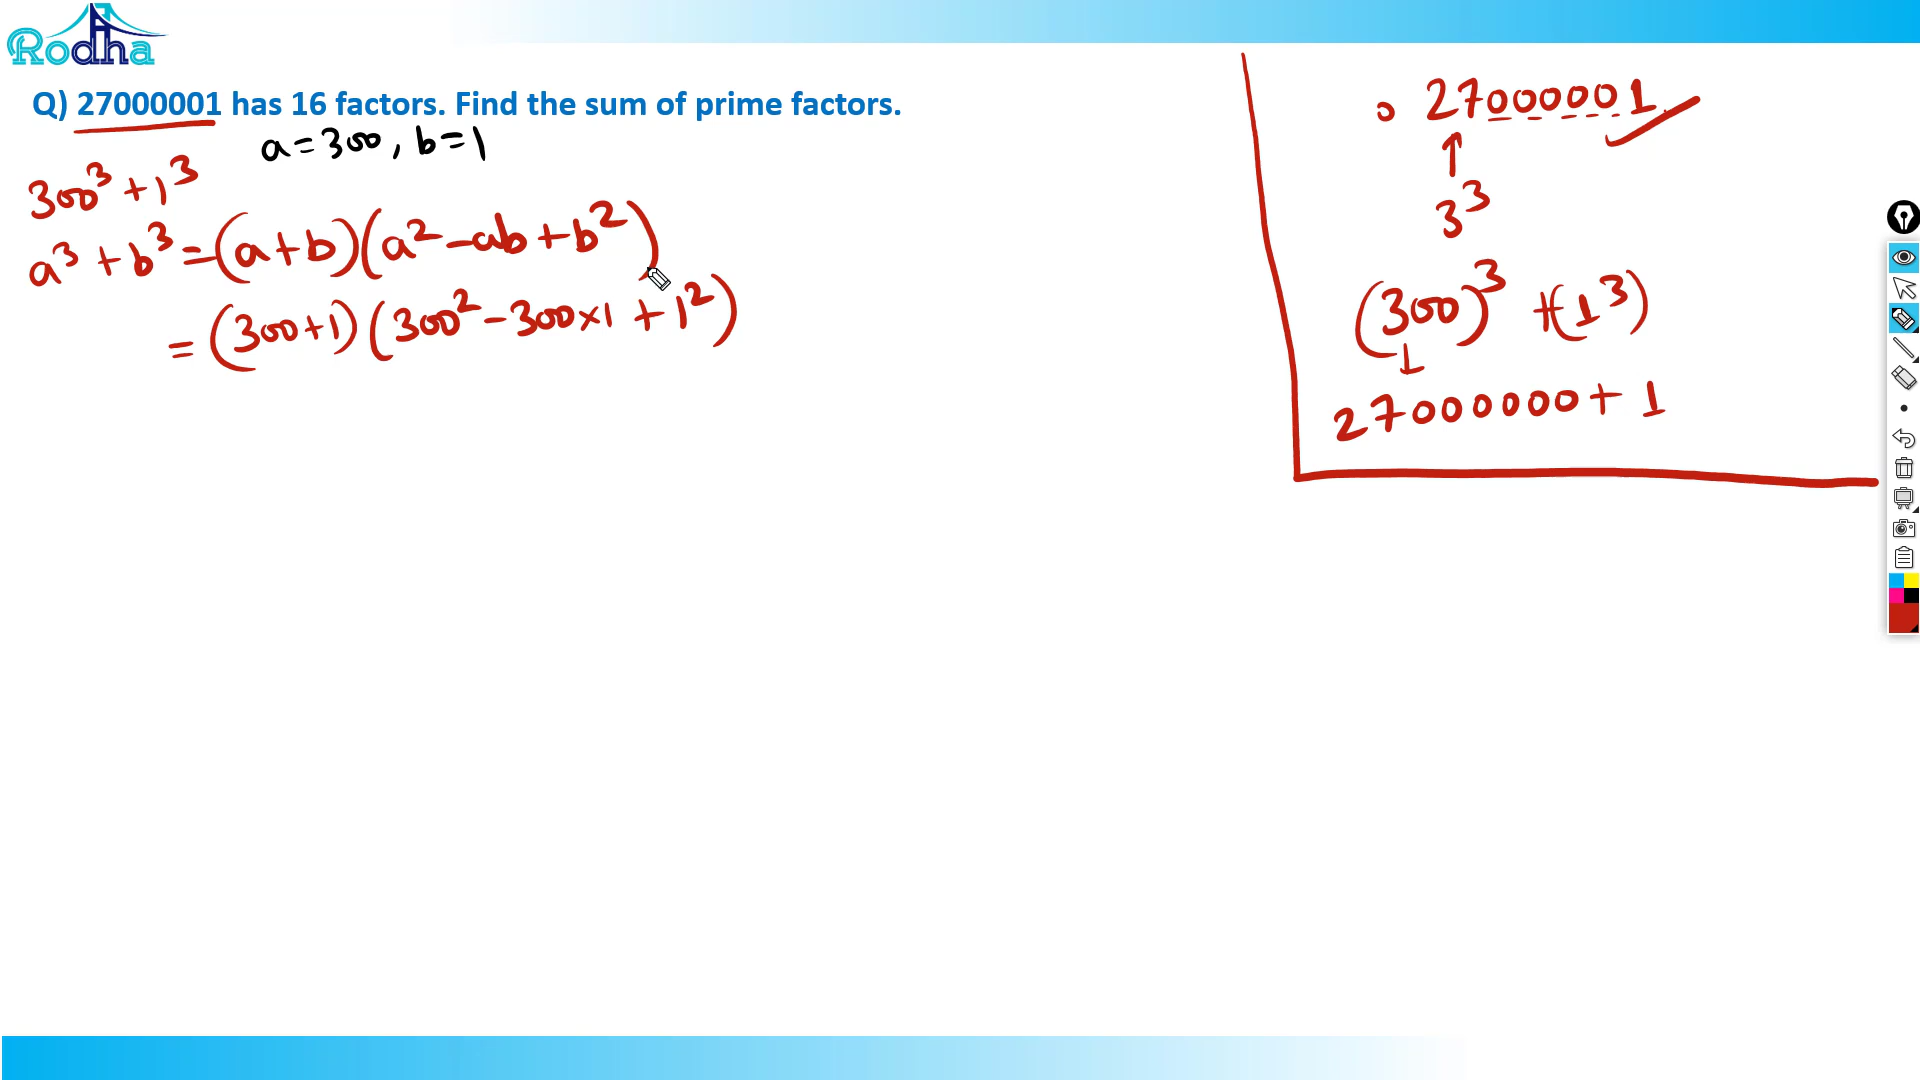 Rodha
Q) 27000001 has 16 factors. Find the sum of prime factors.
a=300, b=1
300³ + 1³
a³ + b³ = (a+b)(a² - ab + b²)
= (300+1)(300² - 300×1 + 1²)
27000001
3³
(300)³ + (1³)
27000000 + 1